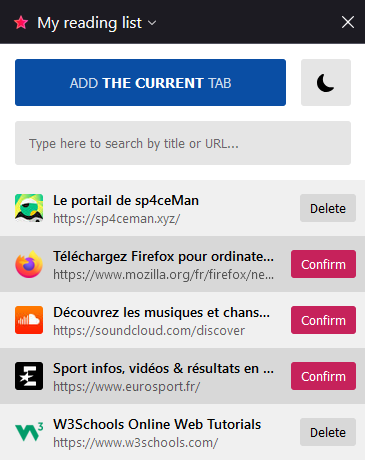 My reading list
ADD THE CURRENT TAB
Type here to search by title or URL...
Le portail de sp4ceMan
https://sp4ceman.xyz/
Delete
Téléchargez Firefox pour ordinate...
https://www.mozilla.org/fr/firefox/ne...
Confirm
Découvrez les musiques et chans...
https://soundcloud.com/discover
Confirm
Sport infos, vidéos & résultats en ...
https://www.eurosport.fr/
Confirm
W3Schools Online Web Tutorials
https://www.w3schools.com/
Delete